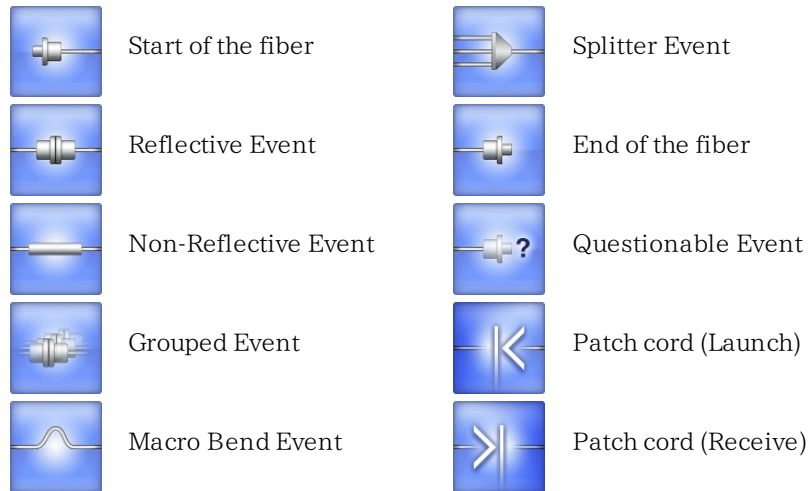 Start of the fiber
Splitter Event
Reflective Event
End of the fiber
Non-Reflective Event
?
Questionable Event
Grouped Event
Patch cord (Launch)
Macro Bend Event
Patch cord (Receive)